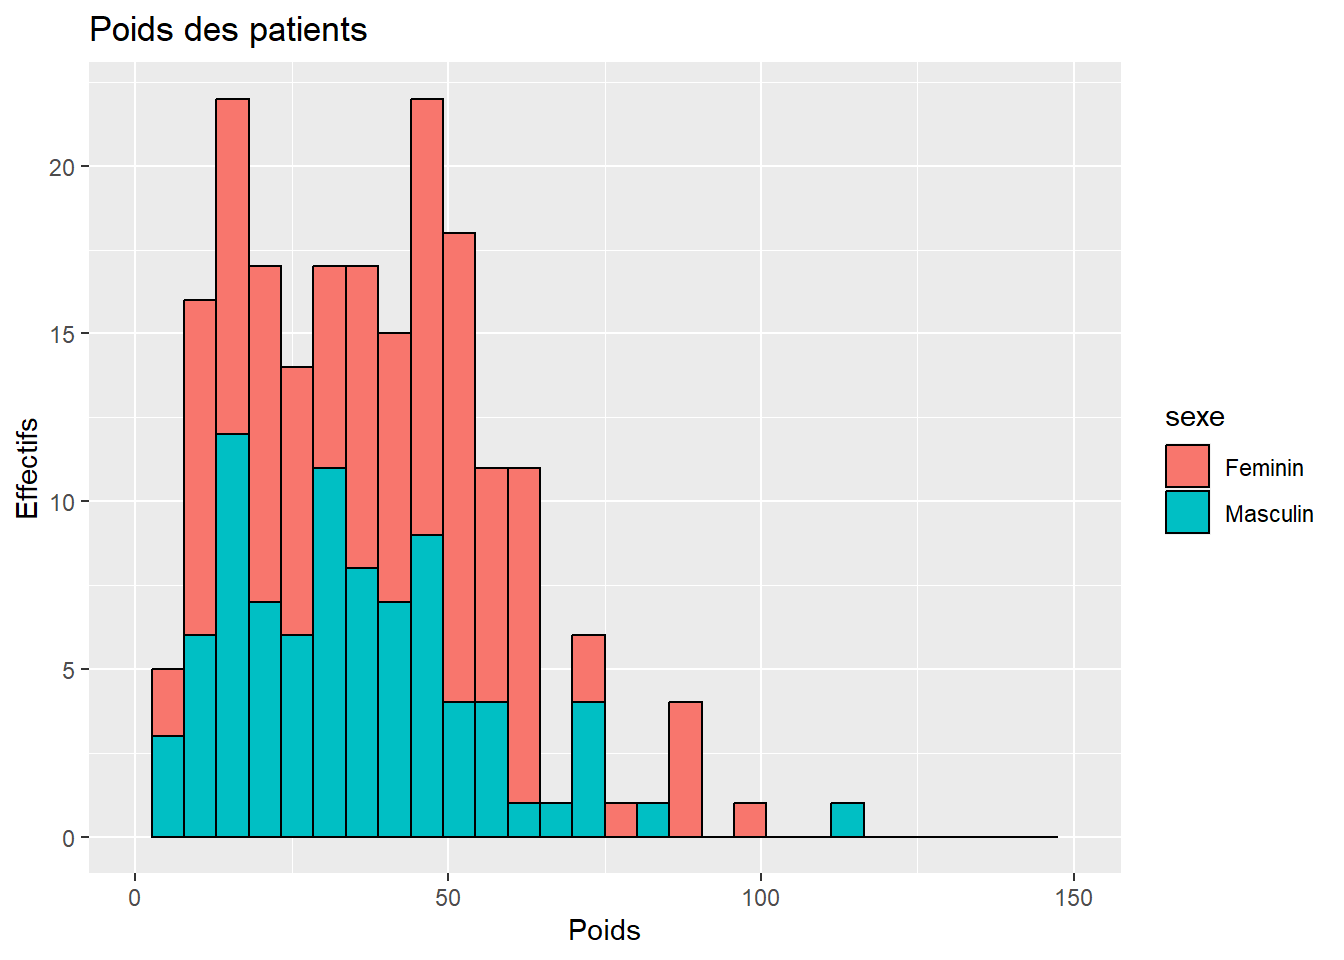 Poids des patients
20
15
10
5
0
Effectifs
0 50 100 150
Poids
sexe
Feminin
Masculin